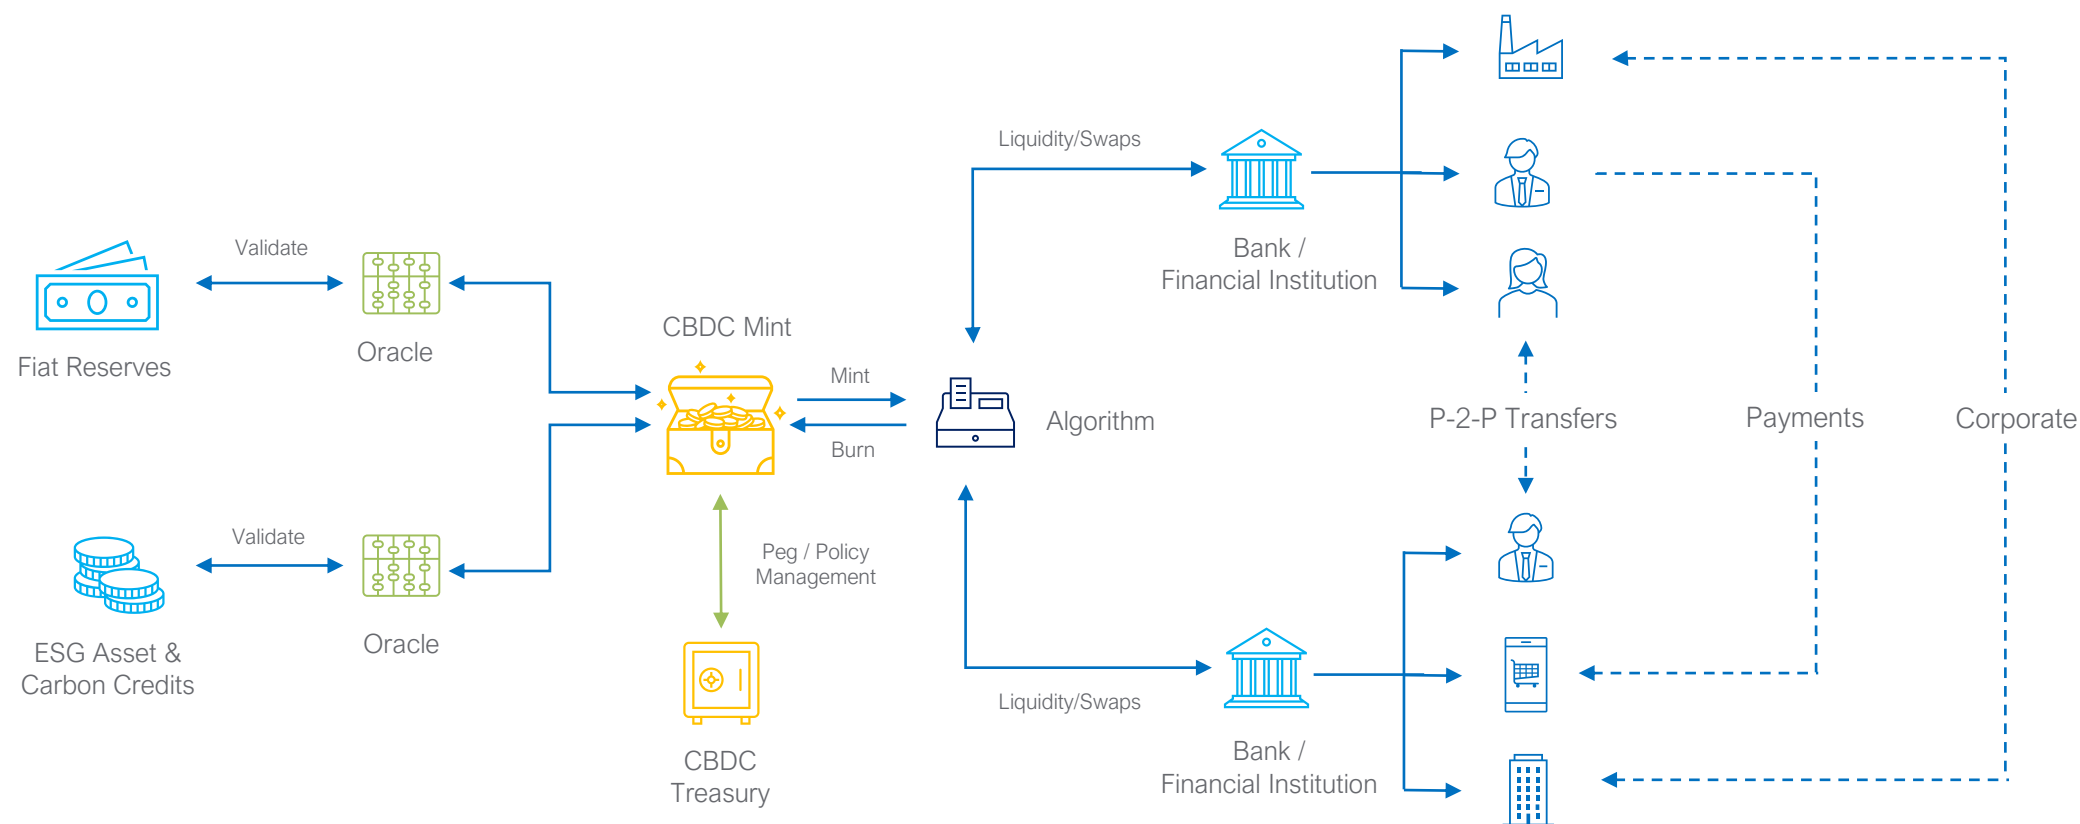 Validate
Fiat Reserves
Oracle
Validate
ESG Asset &
Carbon Credits
Oracle
CBDC Mint
Mint
Burn
Peg / Policy
Management
CBDC
Treasury
Algorithm
Liquidity/Swaps
Bank /
Financial Institution
Liquidity/Swaps
Bank /
Financial Institution
P-2-P Transfers
Payments
Corporate